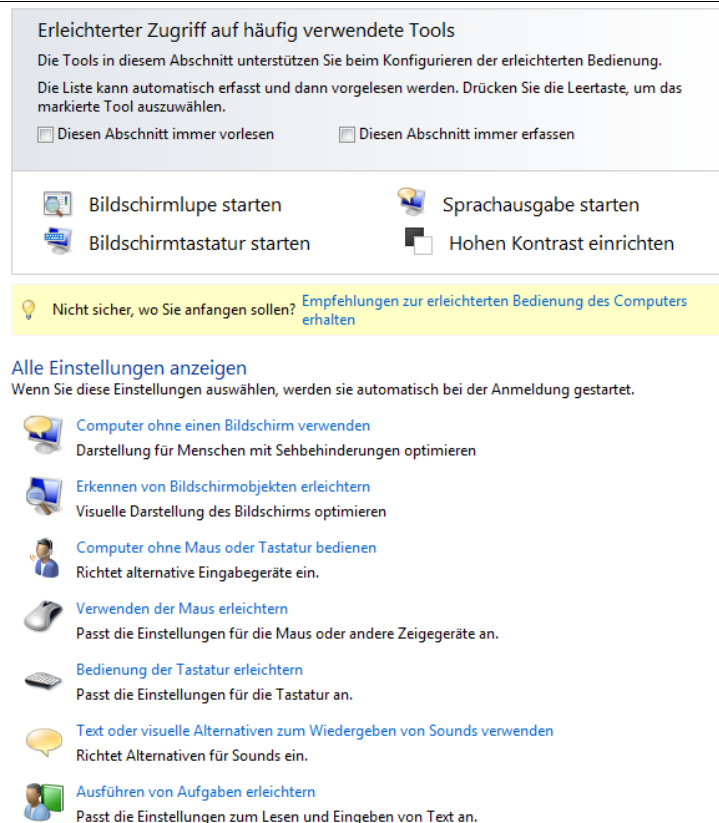 Erleichterter Zugriff auf häufig verwendete Tools
Die Tools in diesem Abschnitt unterstützen Sie beim Konfigurieren der erleichterten Bedienung.
Die Liste kann automatisch erfasst und dann vorgelesen werden. Drücken Sie die Leertaste, um das
markierte Tool auszuwählen.
Diesen Abschnitt immer vorlesen
Diesen Abschnitt immer erfassen
Bildschirmlupe starten
Sprachausgabe starten
Bildschirmtastatur starten
Hohen Kontrast einrichten
Nicht sicher, wo Sie anfangen sollen?
Empfehlungen zur erleichterten Bedienung des Computers
erhalten
Alle Einstellungen anzeigen
Wenn Sie diese Einstellungen auswählen, werden sie automatisch bei der Anmeldung gestartet.
Computer ohne einen Bildschirm verwenden
Darstellung für Menschen mit Sehbehinderungen optimieren
Erkennen von Bildschirmobjekten erleichtern
Visuelle Darstellung des Bildschirms optimieren
Computer ohne Maus oder Tastatur bedienen
Richtet alternative Eingabegeräte ein.
Verwenden der Maus erleichtern
Passt die Einstellungen für die Maus oder andere Zeigegeräte an.
Bedienung der Tastatur erleichtern
Passt die Einstellungen für die Tastatur an.
Text oder visuelle Alternativen zum Wiedergeben von Sounds verwenden
Richtet Alternativen für Sounds ein.
Ausführen von Aufgaben erleichtern
Passt die Einstellungen zum Lesen und Eingeben von Text an.